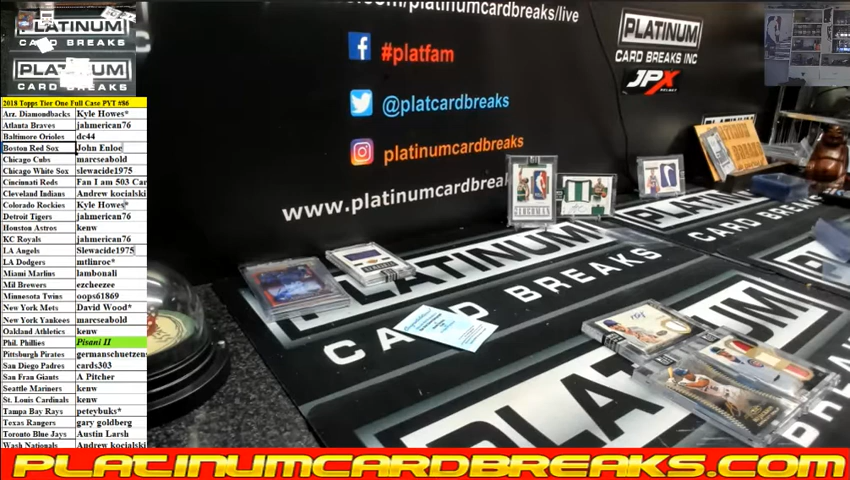 PLATINUM
CARD BREAKS
PLATINUM
CARD BREAKS
2018 Topps Tier One Full Case PYT #86
Arz. Diamondbacks Kyle Howes*
Atlanta Braves jahmerican76
Baltimore Orioles dc44
Boston Red Sox John Enloe
Chicago Cubs marcseabold
Chicago White Sox slewacide1975
Cincinnati Reds Fan I am 503 Car
Cleveland Indians Andrew kocialski
Colorado Rockies Kyle Howes*
Detroit Tigers jahmerican76
Houston Astros kenw
KC Royals jahmerican76
LA Angels Slewacide1975
LA Dodgers mtlinroc*
Miami Marlins lambonali
Mil Brewers ezcheezee
Minnesota Twins oops61869
New York Mets David Wood*
New York Yankees marcseabold
Oakland Athletics kenw
Phil. Phillies Pisani II
Pittsburgh Pirates germanschuetzen
San Diego Padres cards303
San Fran Giants A Pitcher
Seattle Mariners kenw
St. Louis Cardinals kenw
Tampa Bay Rays peteybuks*
Texas Rangers gary goldberg
Toronto Blue Jays Austin Larsh
Wash Nationals Andrew kocialski
.com/platinumcardbreaks/live
#platfam
@platcardbreaks
platinumcardbreaks
www.platinumcardbreak
PLATINUM
CARD BREAKS INC
JPX
PLATINUM
CARD BREAKS
CARD BREAKS
PLATINUM
PLATINUMCARDBREAKS.COM